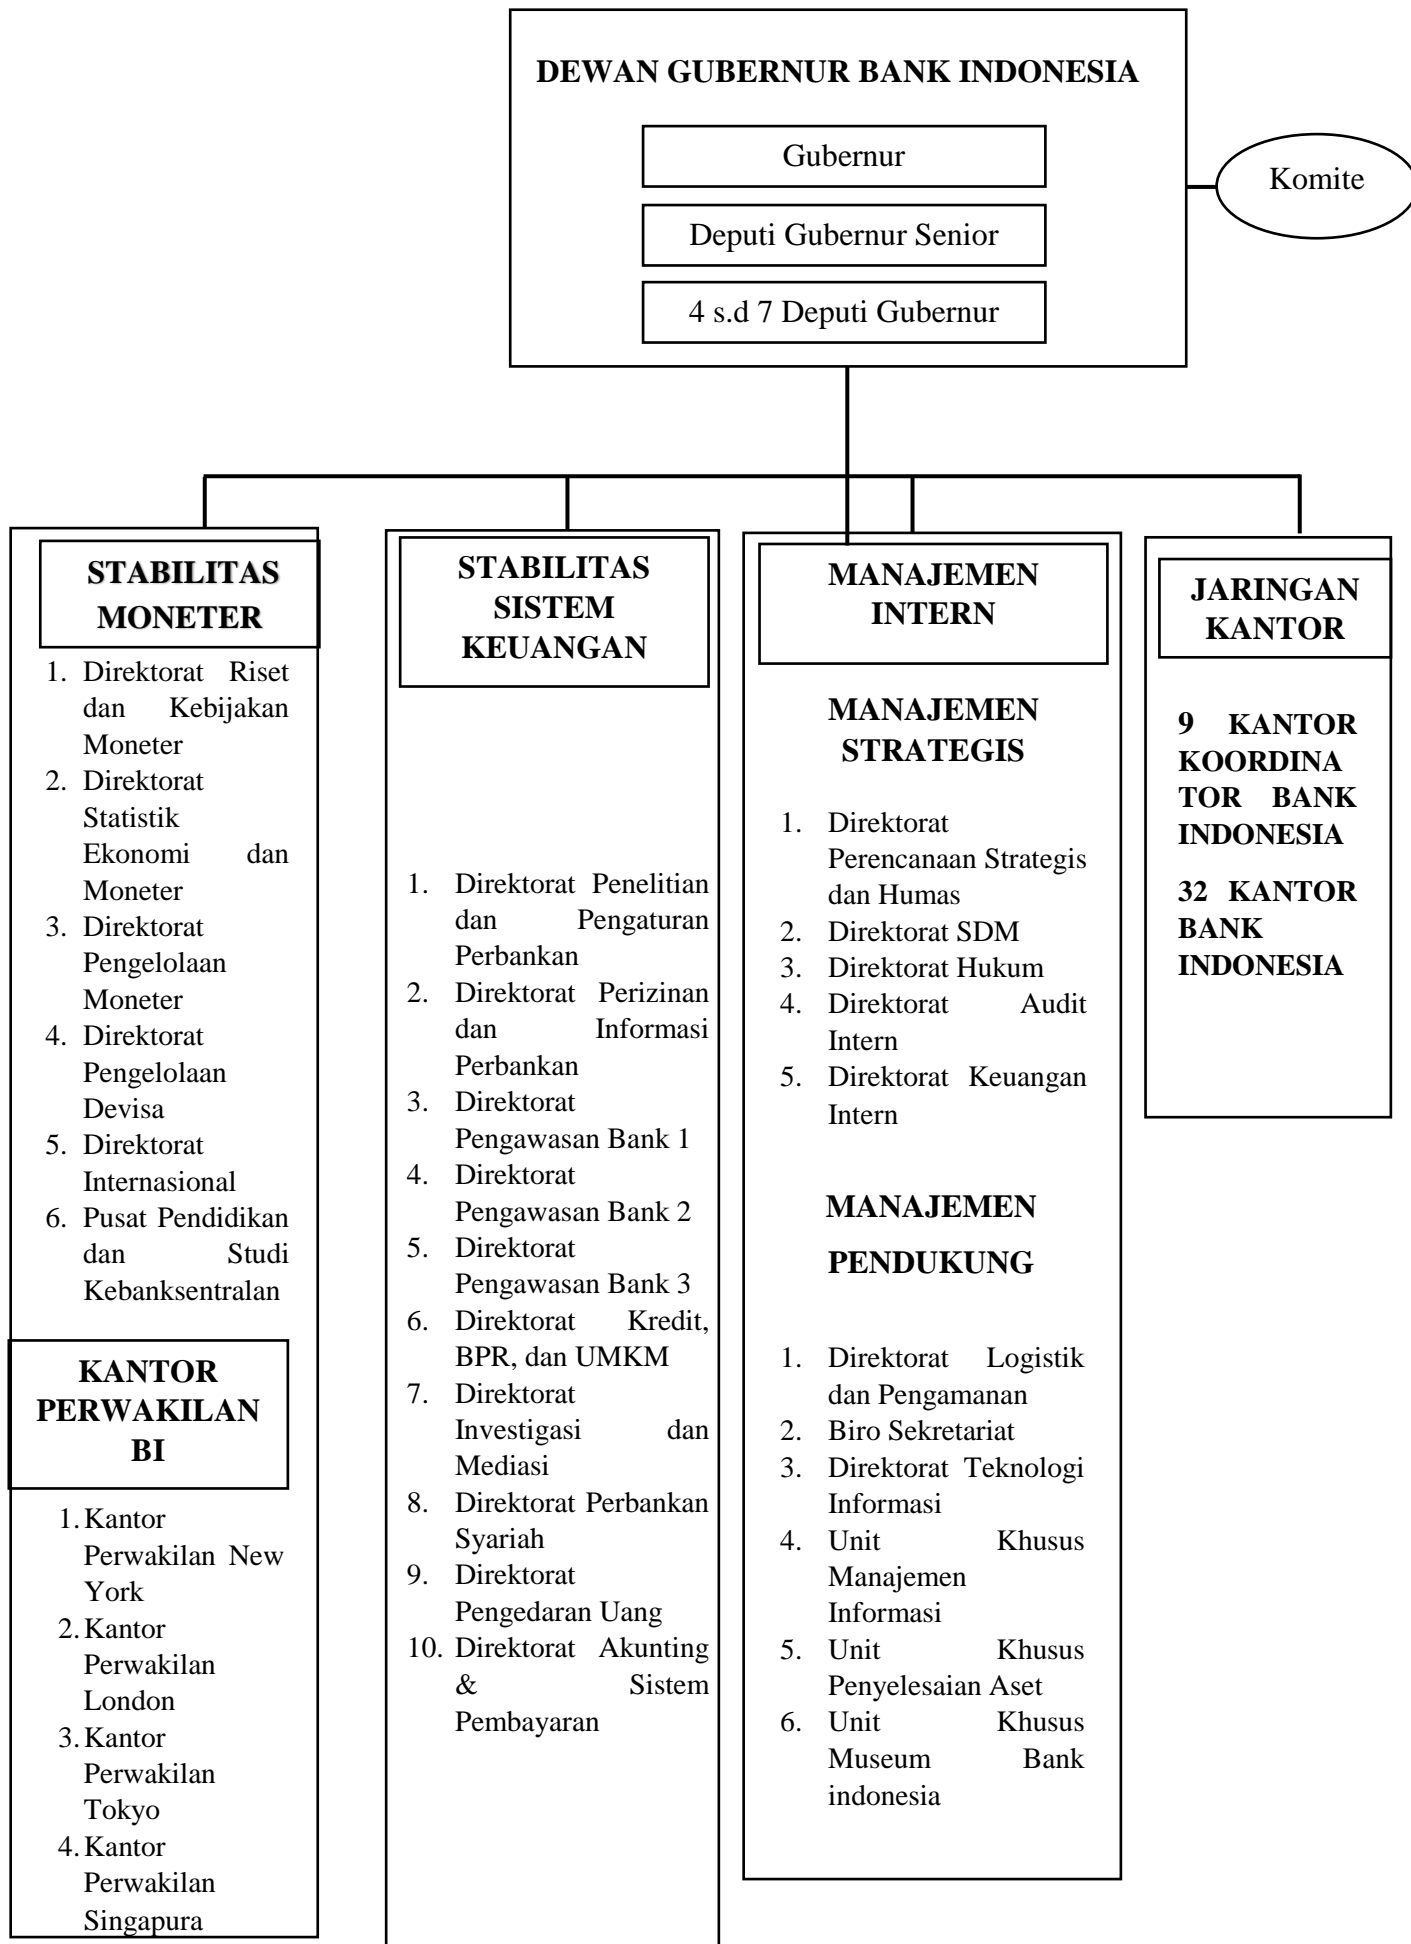 DEWAN GUBERNUR BANK INDONESIA
Gubernur
Deputi Gubernur Senior
4 s.d 7 Deputi Gubernur
Komite
STABILITAS
MONETER
1. Direktorat Riset
dan Kebijakan
Moneter
2. Direktorat
Statistik
Ekonomi dan
Moneter
3. Direktorat
Pengelolaan
Moneter
4. Direktorat
Pengelolaan
Devisa
5. Direktorat
Internasional
6. Pusat Pendidikan
dan Studi
Kebanksentralan
KANTOR
PERWAKILAN
BI
1. Kantor
Perwakilan New
York
2. Kantor
Perwakilan
London
3. Kantor
Perwakilan
Tokyo
4. Kantor
Perwakilan
Singapura
STABILITAS
SISTEM
KEUANGAN
1. Direktorat Penelitian
dan Pengaturan
Perbankan
2. Direktorat Perizinan
dan Informasi
Perbankan
3. Direktorat
Pengawasan Bank 1
4. Direktorat
Pengawasan Bank 2
5. Direktorat
Pengawasan Bank 3
6. Direktorat Kredit,
BPR, dan UMKM
7. Direktorat
Investigasi dan
Mediasi
8. Direktorat Perbankan
Syariah
9. Direktorat
Pengedaran Uang
10. Direktorat Akunting
& Sistem
Pembayaran
MANAJEMEN
INTERN
MANAJEMEN
STRATEGIS
1. Direktorat
Perencanaan Strategis
dan Humas
2. Direktorat SDM
3. Direktorat Hukum
4. Direktorat Audit
Intern
5. Direktorat Keuangan
Intern
MANAJEMEN
PENDUKUNG
1. Direktorat Logistik
dan Pengamanan
2. Biro Sekretariat
3. Direktorat Teknologi
Informasi
4. Unit Khusus
Manajemen
Informasi
5. Unit Khusus
Penyelesaian Aset
6. Unit Khusus
Museum Bank
indonesia
JARINGAN
KANTOR
9 KANTOR
KOORDINA
TOR BANK
INDONESIA
32 KANTOR
BANK
INDONESIA